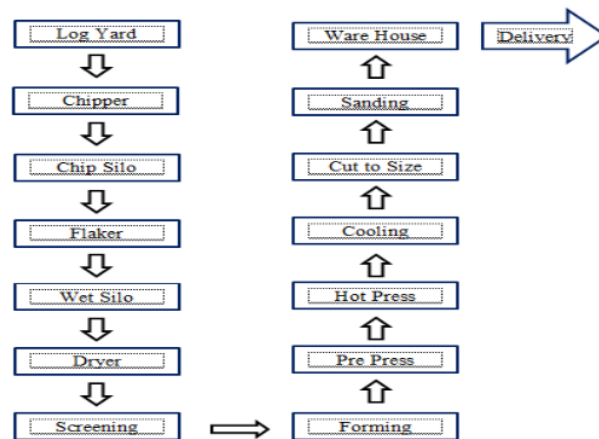 Log Yard
Chipper
Chip Silo
Flaker
Wet Silo
Dryer
Screening
Forming
Pre Press
Hot Press
Cooling
Cut to Size
Sanding
Ware House
Delivery